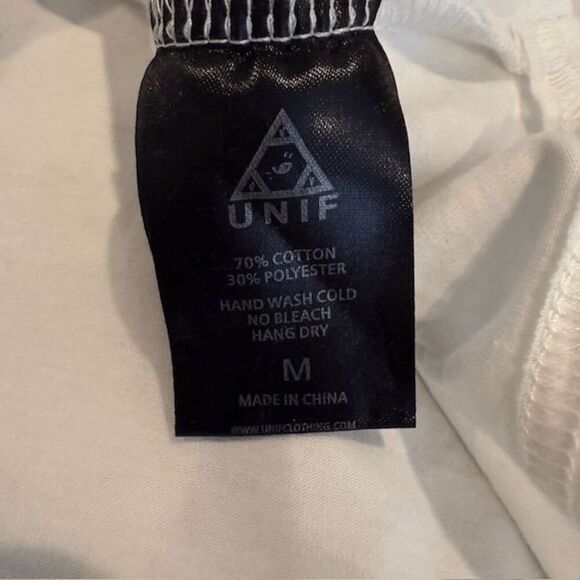 UNIF
70% COTTON
30% POLYESTER
HAND WASH COLD
NO BLEACH
HANG DRY
M
MADE IN CHINA
WWW.UNIFCLOTHING.COM